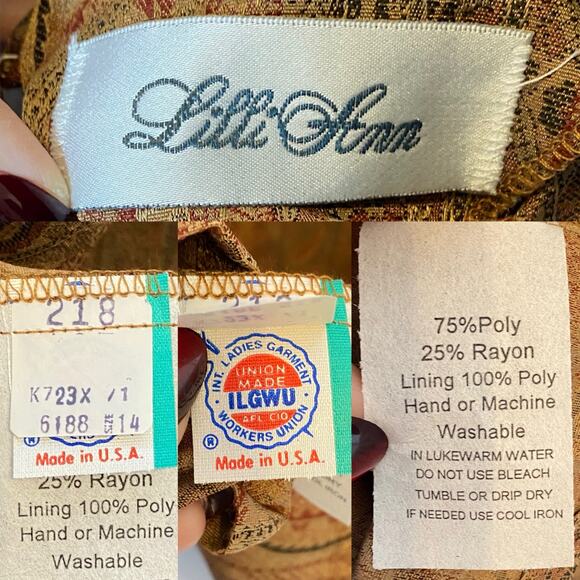 Lilli Ann
218
K723X /1
6188 SIZE 14
®
Made in U.S.A.
25% Rayon
Lining 100% Poly
Hand or Machine
Washable
INT. LADIES GARMENT
WORKERS UNION
UNION
MADE
ILGWU
AFL CIO
®
Made in U.S.A.
75%Poly
25% Rayon
Lining 100% Poly
Hand or Machine
Washable
IN LUKEWARM WATER
DO NOT USE BLEACH
TUMBLE OR DRIP DRY
IF NEEDED USE COOL IRON